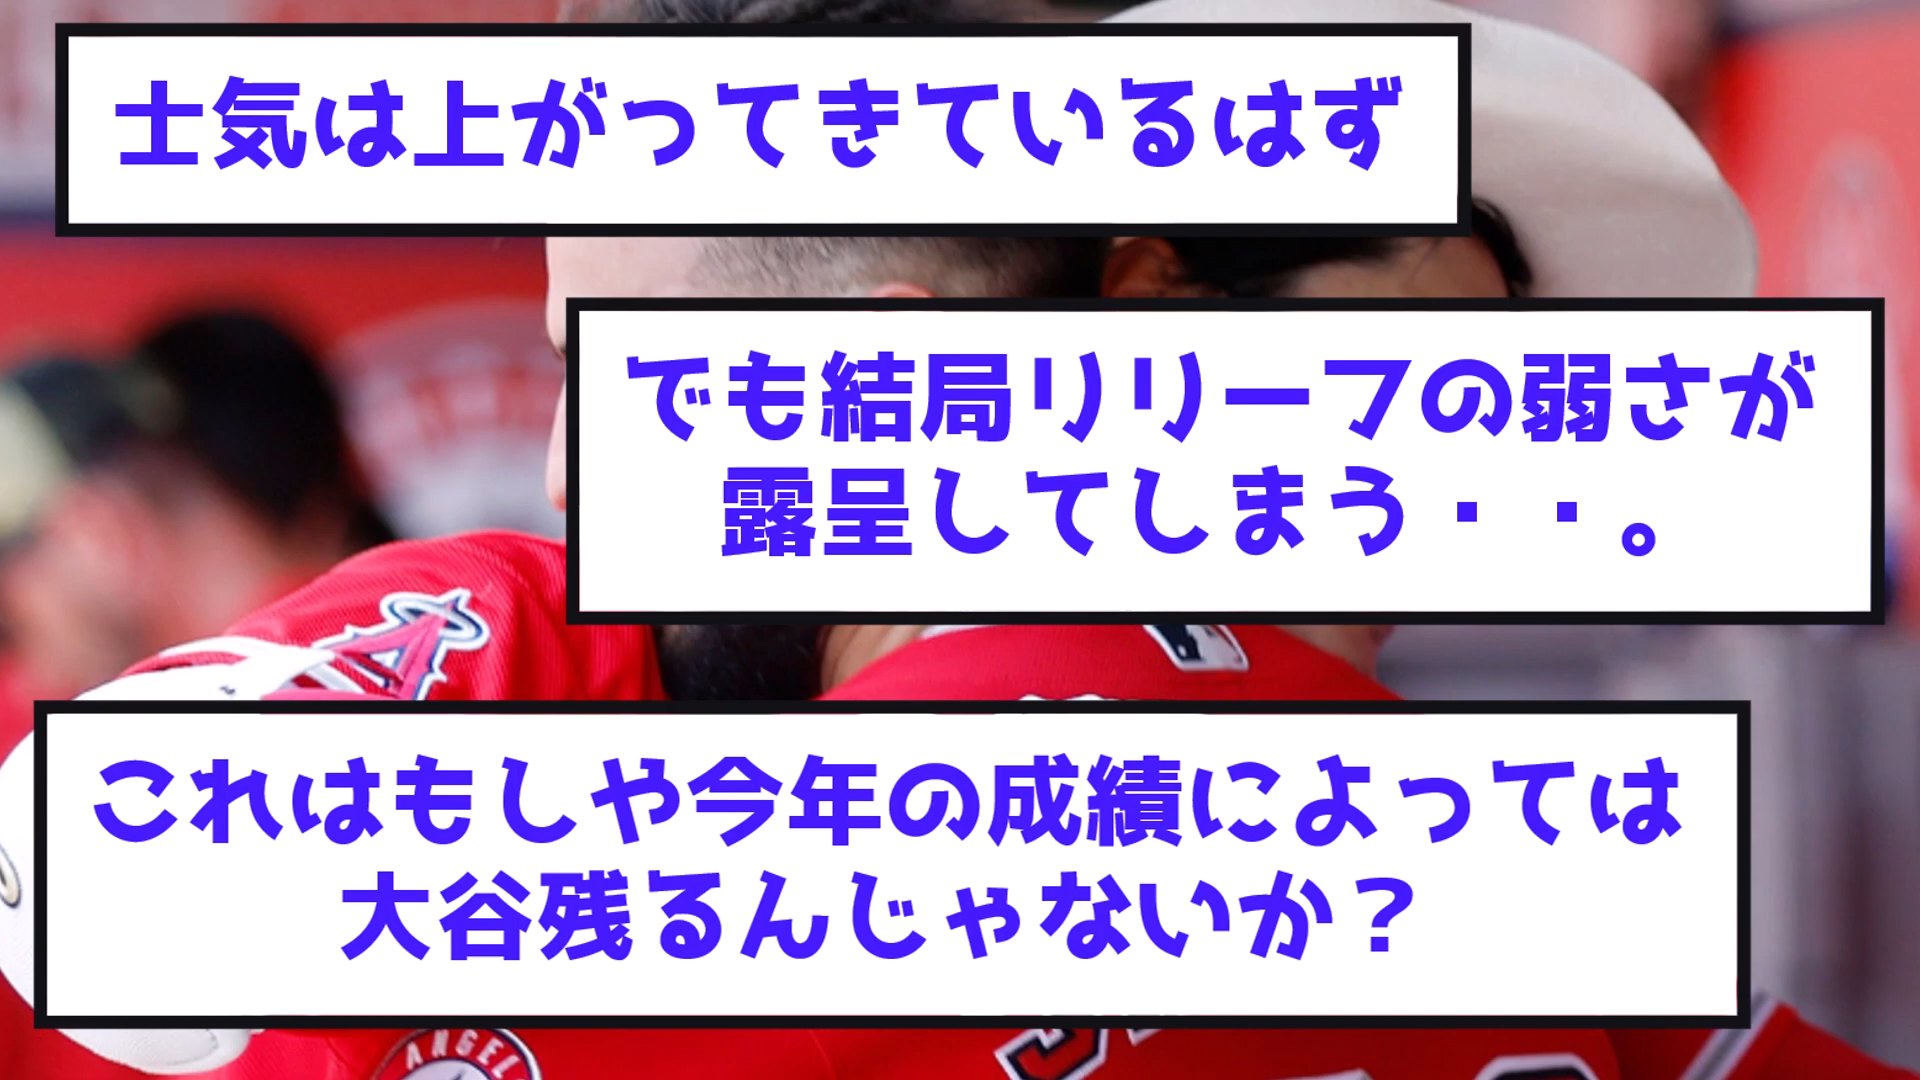 士気は上がってきているはず
でも結局リリーフの弱さが
露呈してしまう・・。
これはもしや今年の成績によっては
大谷残るんじゃないか？
ANGEL